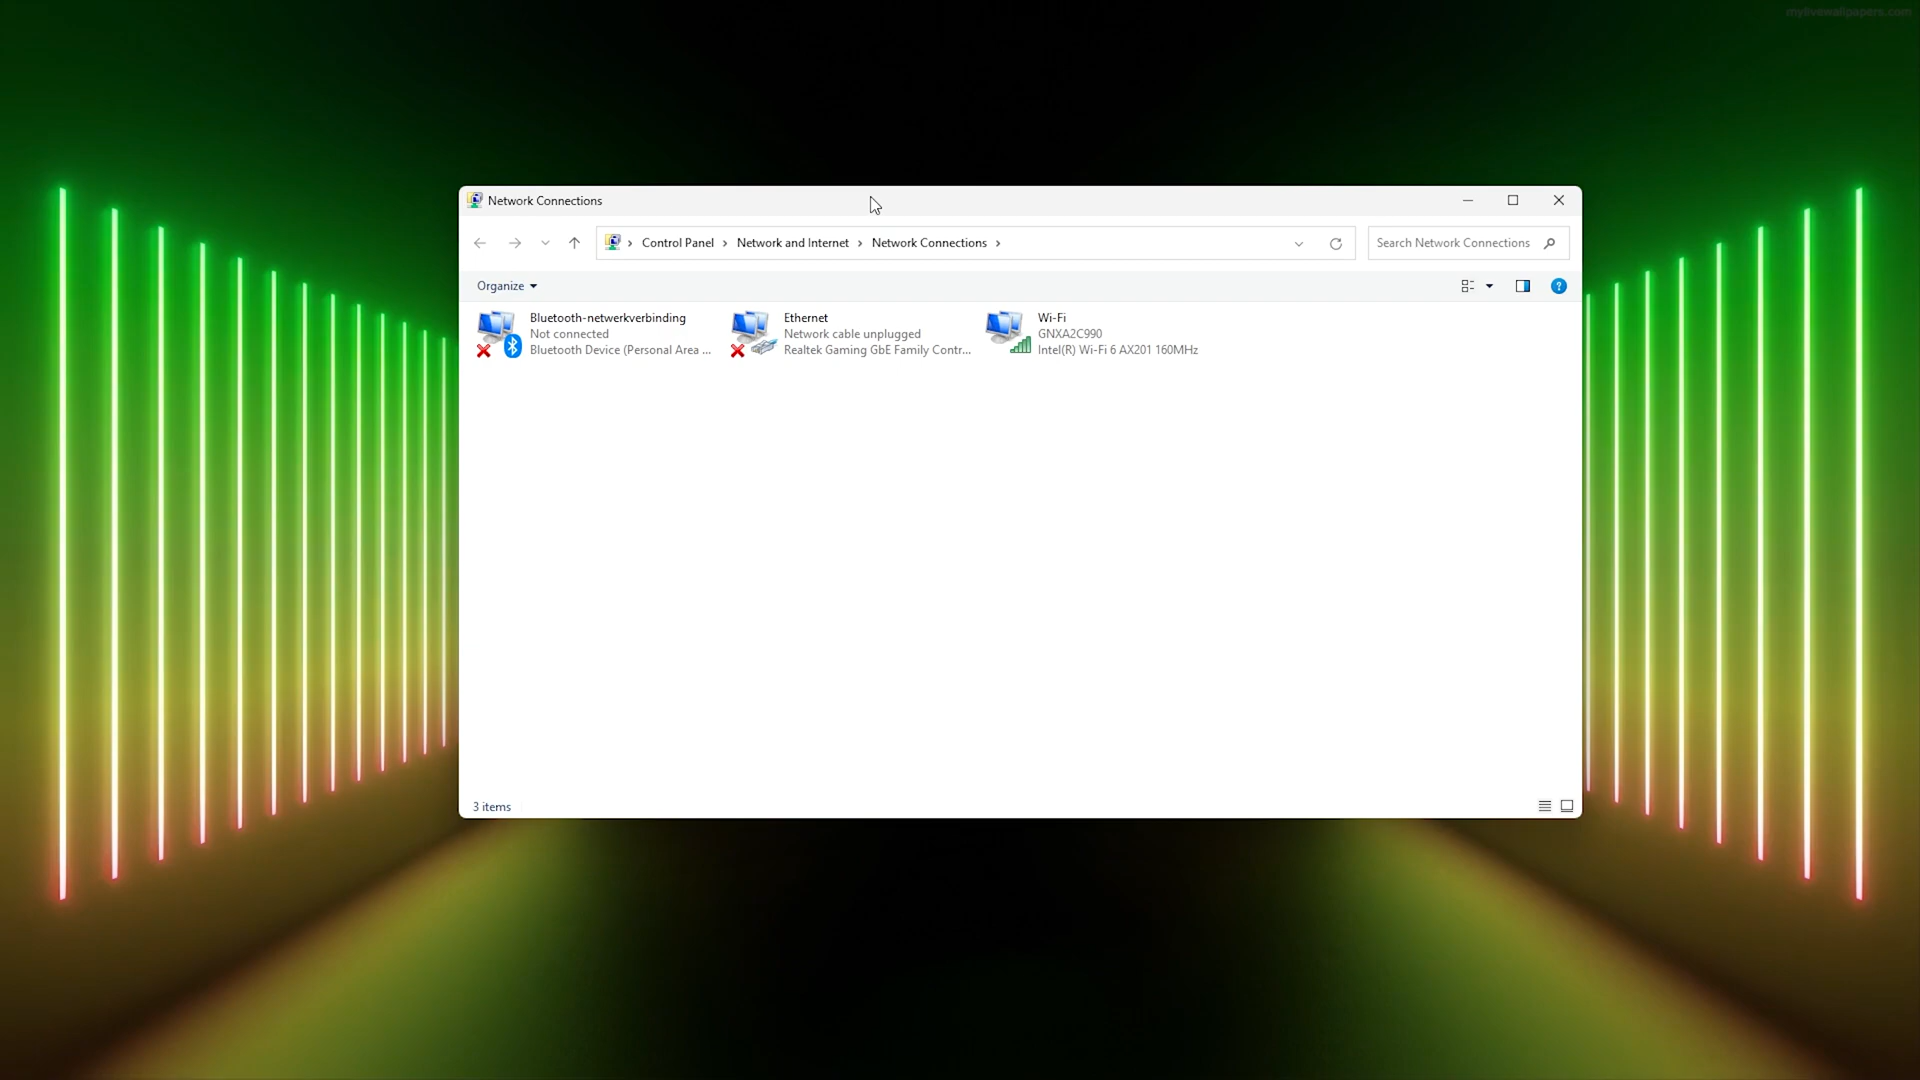 mylivewallpapers.com
Network Connections
Control Panel > Network and Internet > Network Connections >
Search Network Connections
Organize
?
Bluetooth-netwerkverbinding
Not connected
Bluetooth Device (Personal Area ...
Ethernet
Network cable unplugged
Realtek Gaming GbE Family Contr...
Wi-Fi
GNXA2C990
Intel(R) Wi-Fi 6 AX201 160MHz
3 items